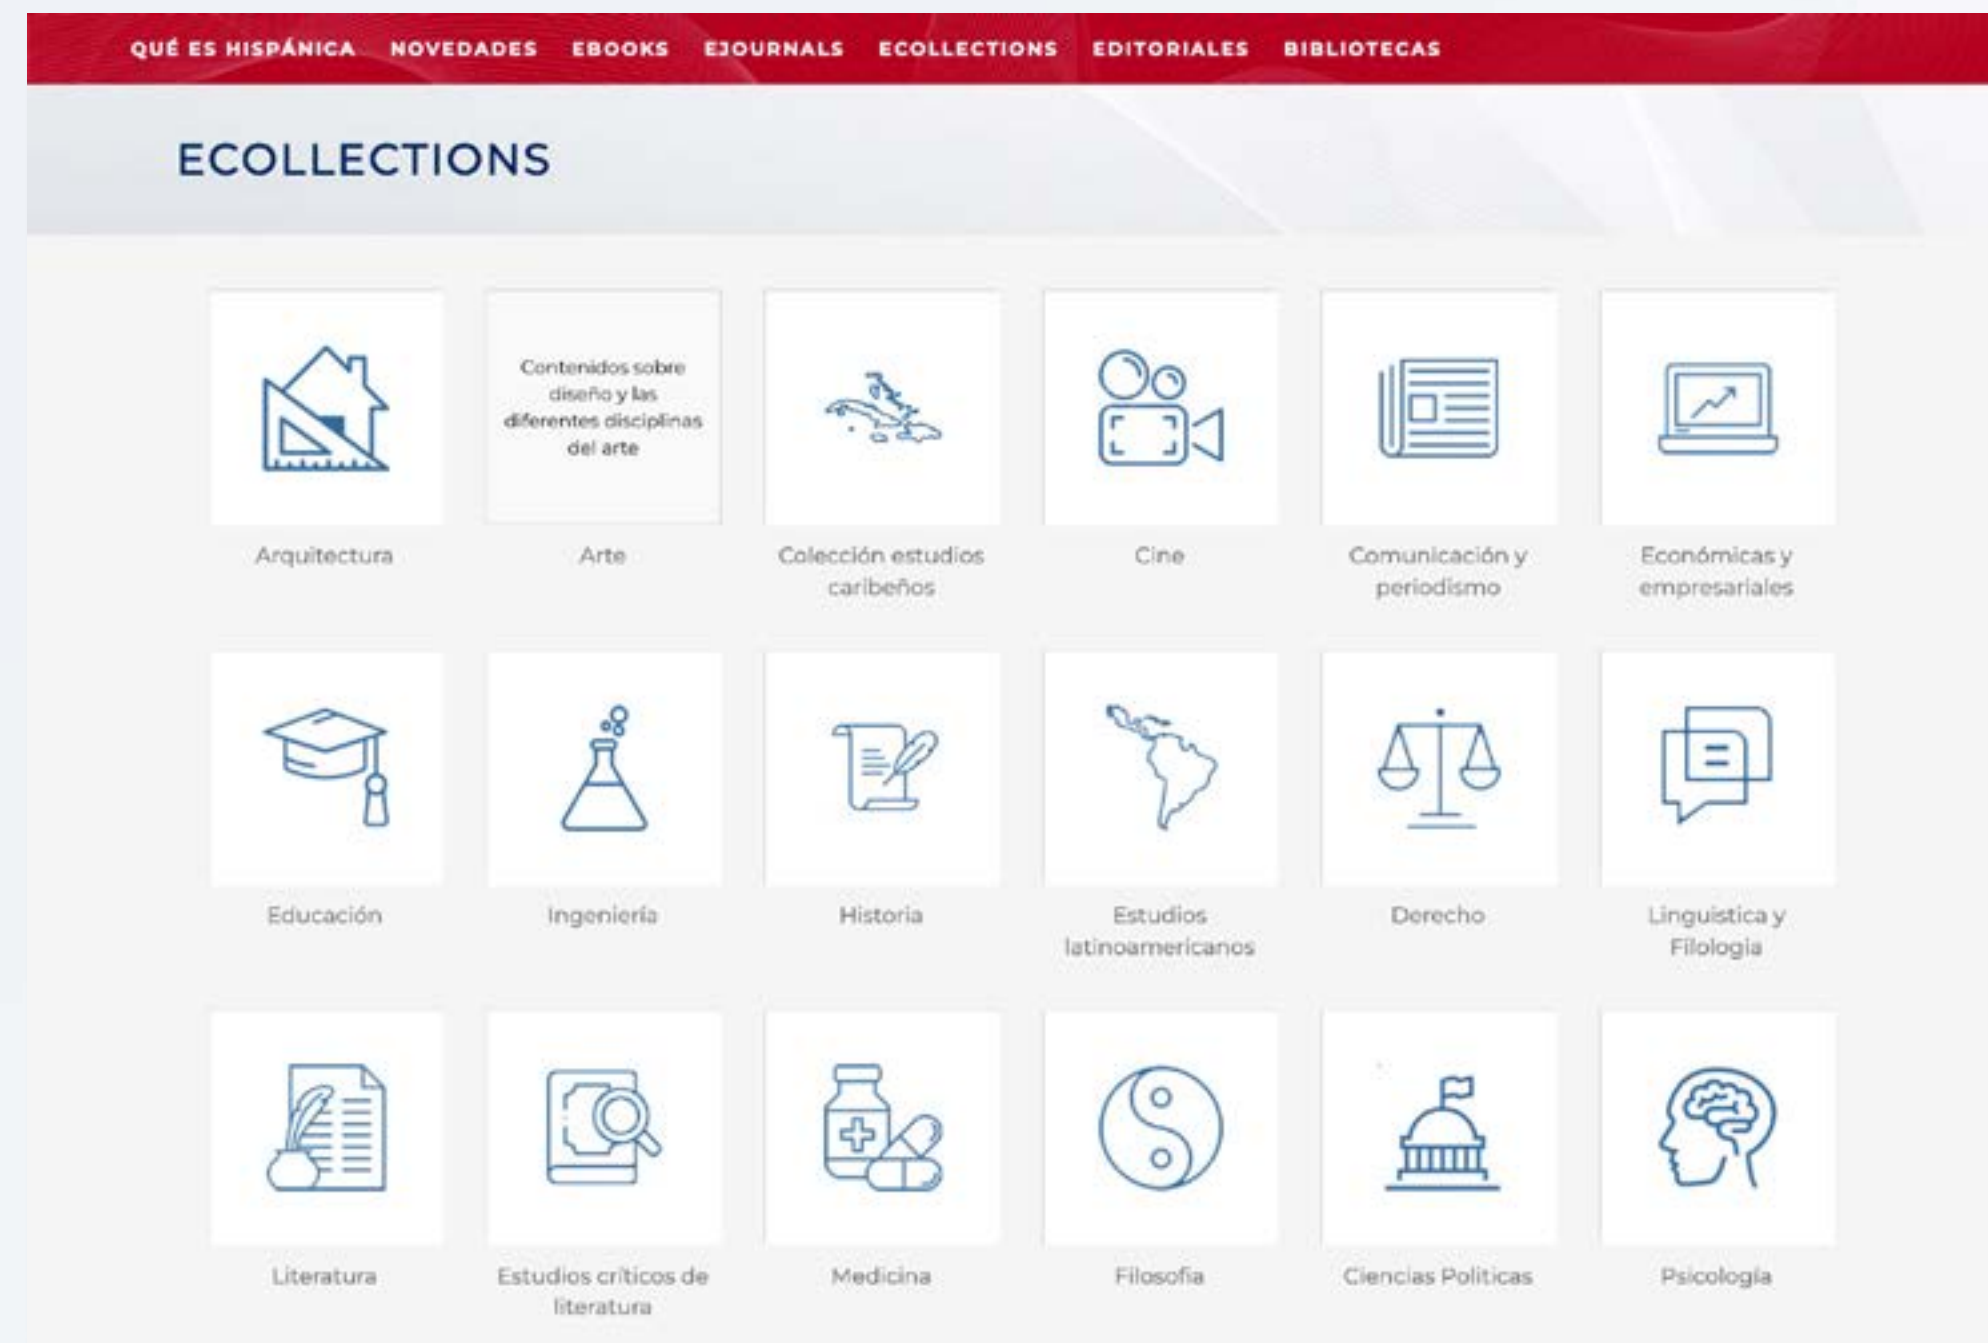 QUÉ ES HISPÁNICA NOVEDADES EBOOKS EJOURNALS ECOLLECTIONS EDITORIALES BIBLIOTECAS
ECOLLECTIONS
Contenidos sobre
diseño y las
diferentes disciplinas
del arte
Arquitectura
Arte
Colección estudios
caribeños
Cine
Comunicación y
periodismo
Económicas y
empresariales
Educación
Ingeniería
Historia
Estudios
latinoamericanos
Derecho
Linguistica y
Filologia
Literatura
Estudios críticos de
literatura
Medicina
Filosofia
Ciencias Politicas
Psicología